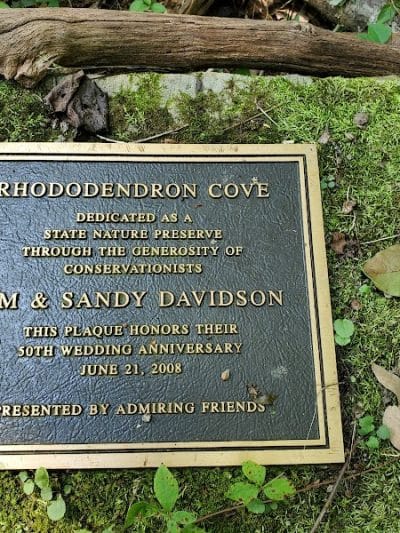 RHODODENDRON COVE
DEDICATED AS A
STATE NATURE PRESERVE
THROUGH THE GENEROSITY OF
CONSERVATIONISTS
M & SANDY DAVIDSON
THIS PLAQUE HONORS THEIR
50TH WEDDING ANNIVERSARY
JUNE 21, 2008
PRESENTED BY ADMIRING FRIENDS